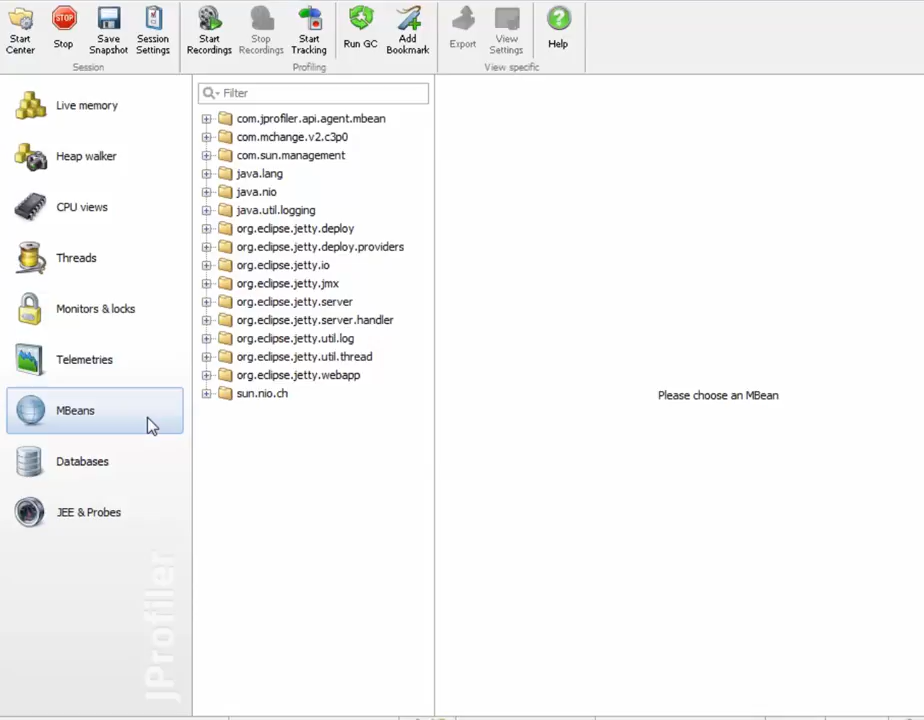 Start Center
Stop
Save Snapshot
Session Settings
Start Recordings
Stop Recordings
Start Tracking
Run GC
Add Bookmark
Export
View Settings
Help
Session
Profiling
View specific
Live memory
Heap walker
CPU views
Threads
Monitors & locks
Telemetries
MBeans
Databases
JEE & Probes
JProfiler
Filter
com.jprofiler.api.agent.mbean
com.mchange.v2.c3p0
com.sun.management
java.lang
java.nio
java.util.logging
org.eclipse.jetty.deploy
org.eclipse.jetty.deploy.providers
org.eclipse.jetty.io
org.eclipse.jetty.jmx
org.eclipse.jetty.server
org.eclipse.jetty.server.handler
org.eclipse.jetty.util.log
org.eclipse.jetty.util.thread
org.eclipse.jetty.webapp
sun.nio.ch
Please choose an MBean